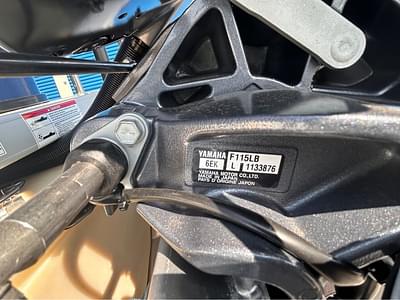 YAMAHA F115LB
6EK L 1133876
YAMAHA MOTOR CO.,LTD.
MADE IN JAPAN
PAYS D'ORIGINE JAPON